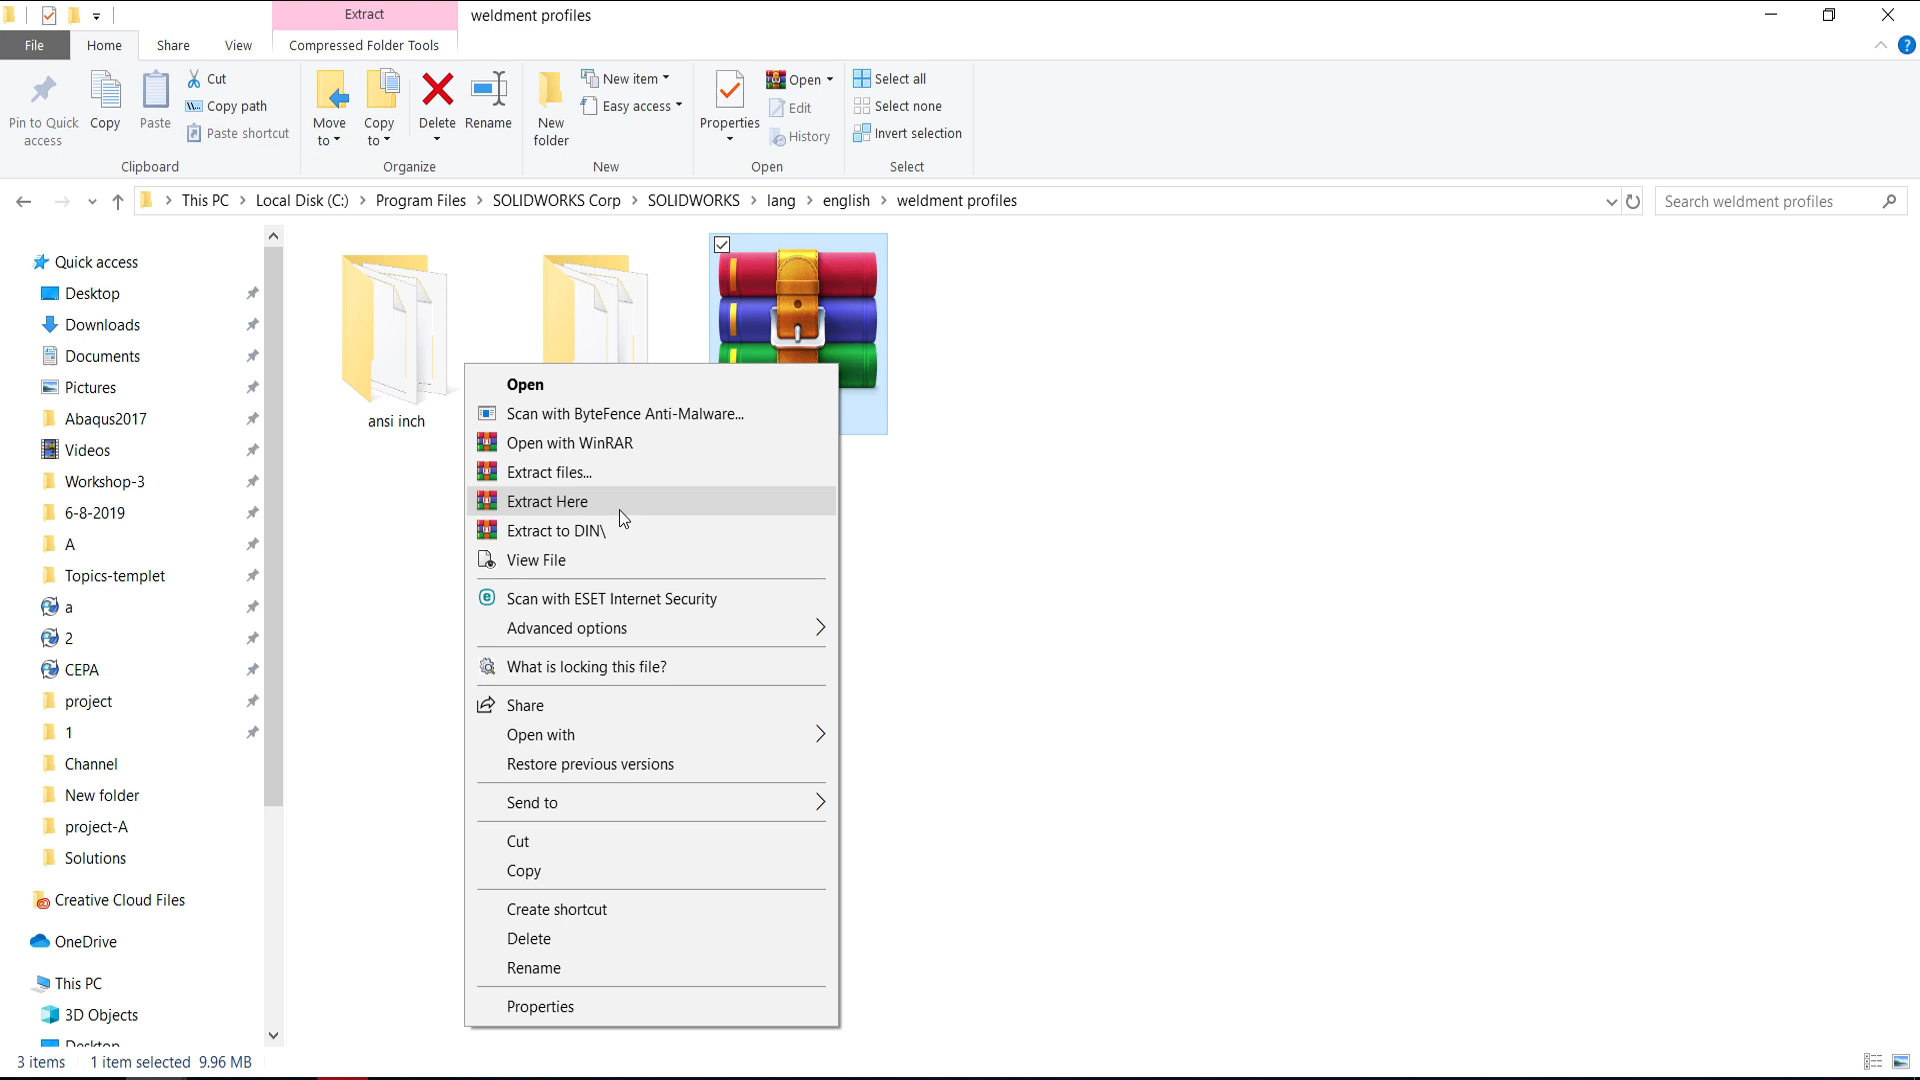 Extract
weldment profiles
File
Home
Share
View
Compressed Folder Tools
Pin to Quick access
Copy
Paste
Cut
Copy path
Paste shortcut
Clipboard
Move to
Copy to
Delete
Rename
Organize
New folder
New item
Easy access
New
Properties
Open
Edit
History
Open
Select all
Select none
Invert selection
Select
This PC > Local Disk (C:) > Program Files > SOLIDWORKS Corp > SOLIDWORKS > lang > english > weldment profiles
Search weldment profiles
Quick access
Desktop
Downloads
Documents
Pictures
Abaqus2017
Videos
Workshop-3
6-8-2019
A
Topics-templet
a
2
CEPA
project
1
Channel
New folder
project-A
Solutions
Creative Cloud Files
OneDrive
This PC
3D Objects
Desktop
ansi inch
Open
Scan with ByteFence Anti-Malware...
Open with WinRAR
Extract files...
Extract Here
Extract to DIN\
View File
Scan with ESET Internet Security
Advanced options
What is locking this file?
Share
Open with
Restore previous versions
Send to
Cut
Copy
Create shortcut
Delete
Rename
Properties
3 items
1 item selected 9.96 MB